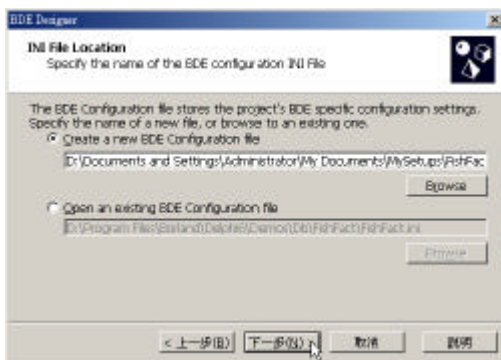 BDE Designer
INI File Location
Specify the name of the BDE configuration INI File
The BDE Configuration file stores the project's BDE specific configuration settings.
Specify the name of a new file, or browse to an existing one.
Create a new BDE Configuration file
D:\Documents and Settings\Administrator\My Documents\MySetups\FishFac
Browse
Open an existing BDE Configuration file
D:\Program Files\Borland\Delphi5\Demos\Db\FishFact\FishFact.ini
Browse
< 上一步(B) 下一步(N) > 取消 說明